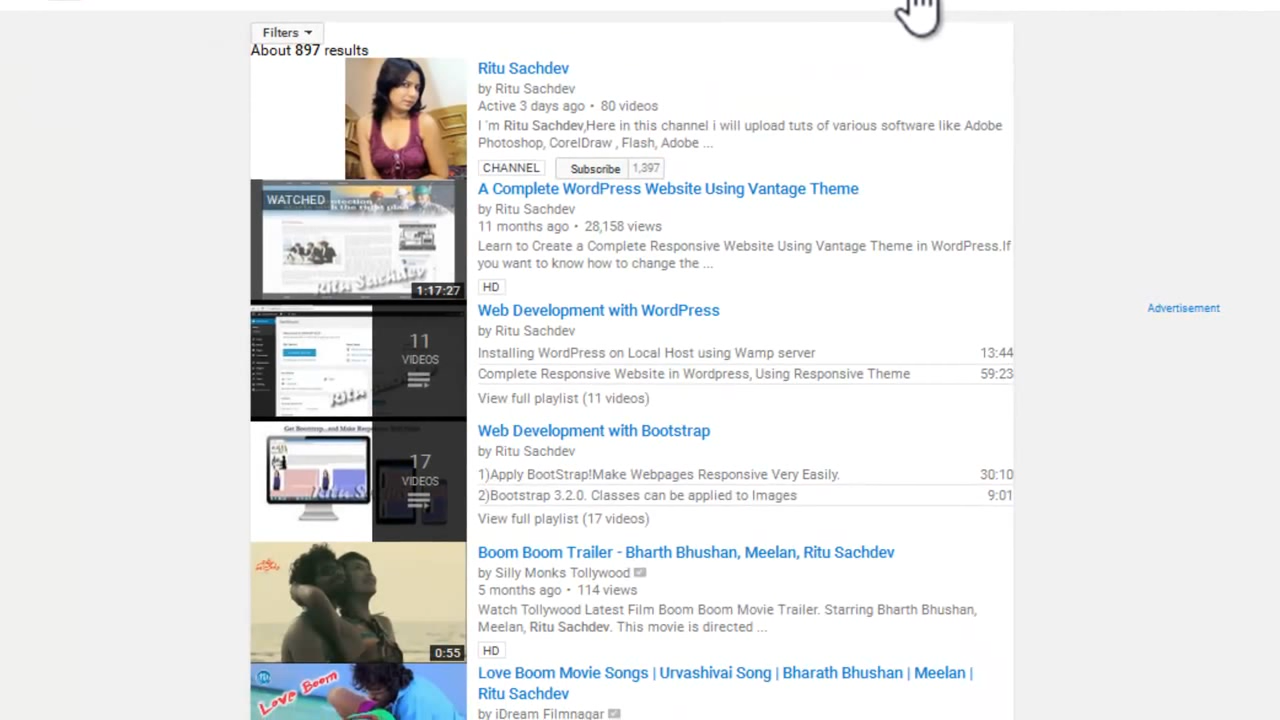 Filters
About 897 results
Ritu Sachdev
by Ritu Sachdev
Active 3 days ago • 80 videos
I 'm Ritu Sachdev,Here in this channel i will upload tuts of various software like Adobe
Photoshop, CorelDraw , Flash, Adobe ...
CHANNEL Subscribe 1,397
WATCHED
A Complete WordPress Website Using Vantage Theme
by Ritu Sachdev
11 months ago • 28,158 views
Learn to Create a Complete Responsive Website Using Vantage Theme in WordPress.If
you want to know how to change the ...
Ritu Sachdev
1:17:27
HD
Advertisement
11
VIDEOS
Ritu
Web Development with WordPress
by Ritu Sachdev
Installing WordPress on Local Host using Wamp server 13:44
Complete Responsive Website in Wordpress, Using Responsive Theme 59:23
View full playlist (11 videos)
17
VIDEOS
Web Development with Bootstrap
by Ritu Sachdev
1)Apply BootStrap!Make Webpages Responsive Very Easily. 30:10
2)Bootstrap 3.2.0. Classes can be applied to Images 9:01
View full playlist (17 videos)
Boom Boom Trailer - Bharth Bhushan, Meelan, Ritu Sachdev
by Silly Monks Tollywood
5 months ago • 114 views
Watch Tollywood Latest Film Boom Boom Movie Trailer. Starring Bharth Bhushan,
Meelan, Ritu Sachdev. This movie is directed ...
0:55
HD
Love Boom
Love Boom Movie Songs | Urvashivai Song | Bharath Bhushan | Meelan |
Ritu Sachdev
by iDream Filmnagar